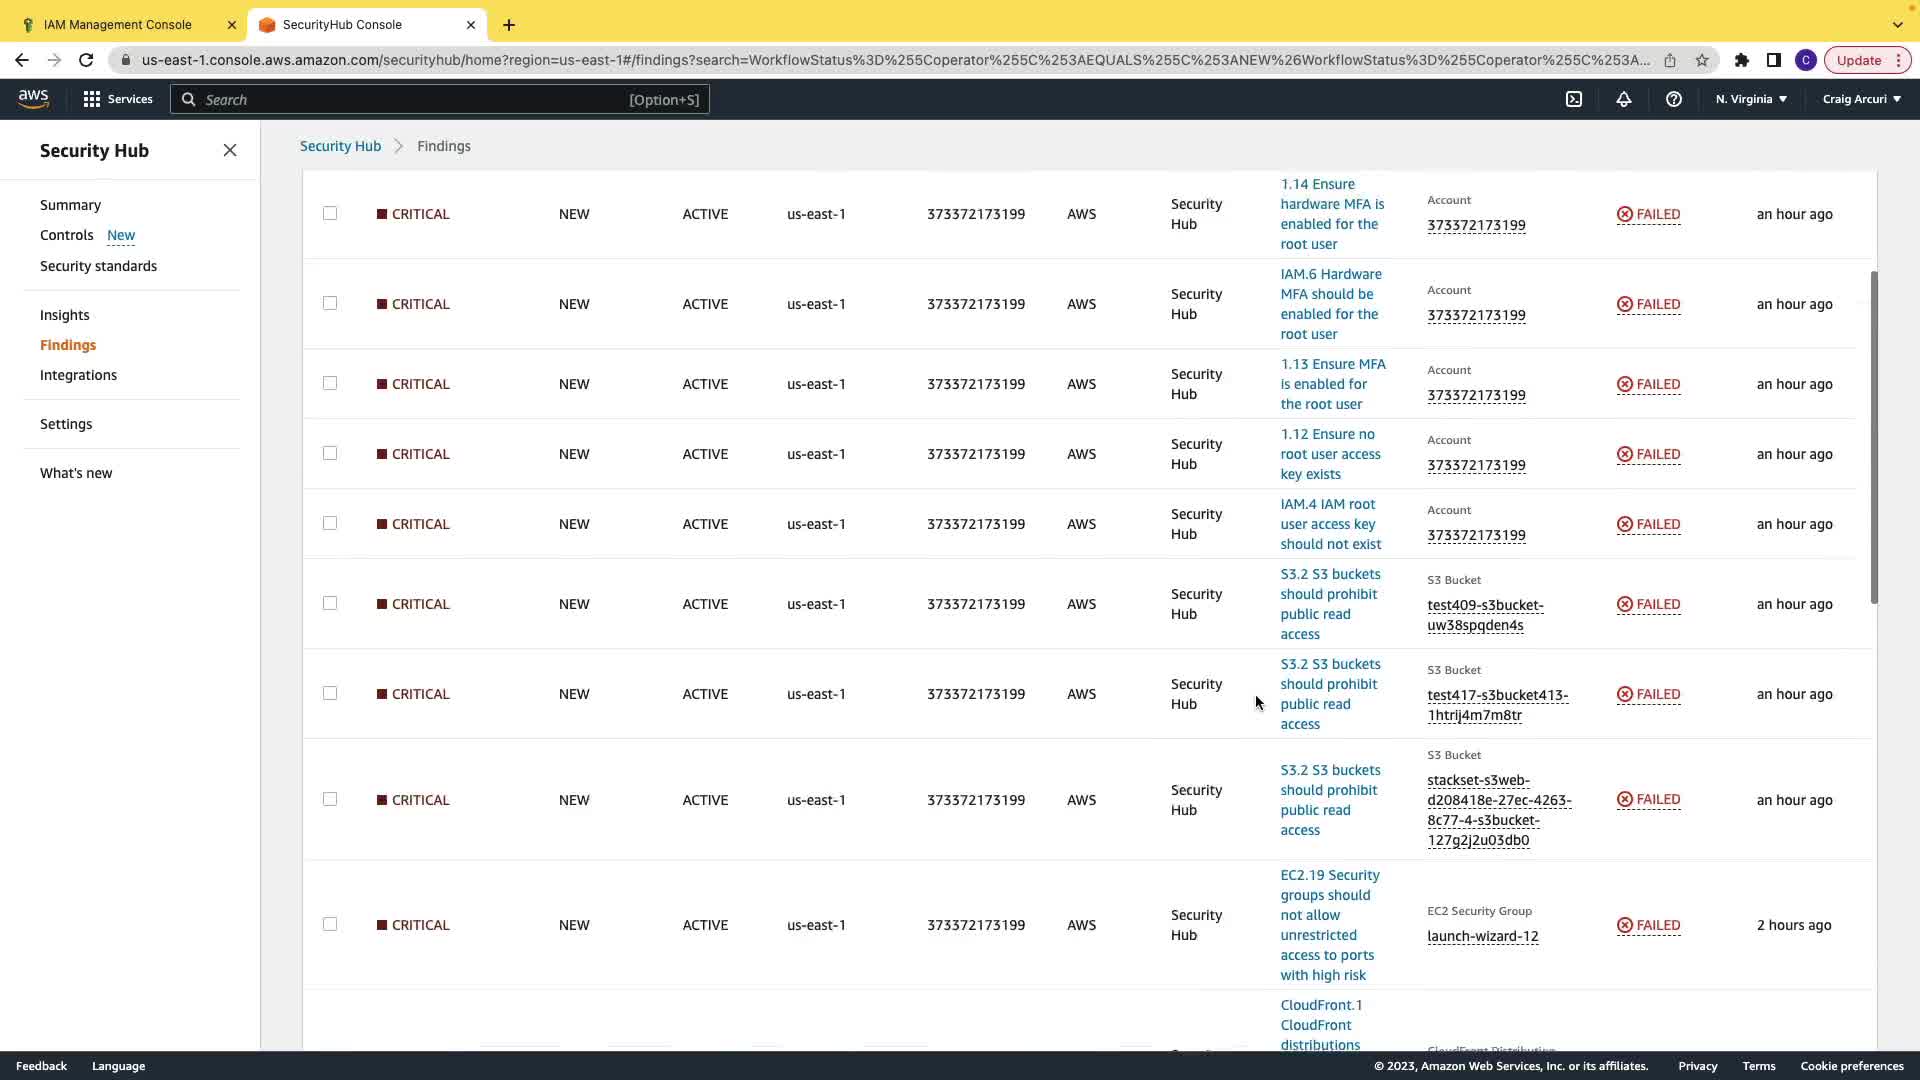 IAM Management Console
SecurityHub Console
us-east-1.console.aws.amazon.com/securityhub/home?region=us-east-1#/findings?search=WorkflowStatus%3D%255Coperator%255C%253AEQUALS%255C%253ANEW%26WorkflowStatus%3D%255Coperator%255C%253A...
C
Update
aws
Services
Search
[Option+S]
N. Virginia
Craig Arcuri
Security Hub
Summary
Controls New
Security standards
Insights
Findings
Integrations
Settings
What's new
Security Hub
Findings
CRITICAL NEW ACTIVE us-east-1 373372173199 AWS
Security
Hub
1.14 Ensure
hardware MFA is
enabled for the
root user
Account
373372173199
FAILED
an hour ago
CRITICAL NEW ACTIVE us-east-1 373372173199 AWS
Security
Hub
IAM.6 Hardware
MFA should be
enabled for the
root user
Account
373372173199
FAILED
an hour ago
CRITICAL NEW ACTIVE us-east-1 373372173199 AWS
Security
Hub
1.13 Ensure MFA
is enabled for
the root user
Account
373372173199
FAILED
an hour ago
CRITICAL NEW ACTIVE us-east-1 373372173199 AWS
Security
Hub
1.12 Ensure no
root user access
key exists
Account
373372173199
FAILED
an hour ago
CRITICAL NEW ACTIVE us-east-1 373372173199 AWS
Security
Hub
IAM.4 IAM root
user access key
should not exist
Account
373372173199
FAILED
an hour ago
CRITICAL NEW ACTIVE us-east-1 373372173199 AWS
Security
Hub
S3.2 S3 buckets
should prohibit
public read
access
S3 Bucket
test409-s3bucket-
uw38spqden4s
FAILED
an hour ago
CRITICAL NEW ACTIVE us-east-1 373372173199 AWS
Security
Hub
S3.2 S3 buckets
should prohibit
public read
access
S3 Bucket
test417-s3bucket413-
1htrij4m7m8tr
FAILED
an hour ago
CRITICAL NEW ACTIVE us-east-1 373372173199 AWS
Security
Hub
S3.2 S3 buckets
should prohibit
public read
access
S3 Bucket
stackset-s3web-
d208418e-27ec-4263-
8c77-4-s3bucket-
127g2j2u03db0
FAILED
an hour ago
CRITICAL NEW ACTIVE us-east-1 373372173199 AWS
Security
Hub
EC2.19 Security
groups should
not allow
unrestricted
access to ports
with high risk
EC2 Security Group
launch-wizard-12
FAILED
2 hours ago
CloudFront.1
CloudFront
distributions
CloudFront Distribution
Feedback
Language
© 2023, Amazon Web Services, Inc. or its affiliates.
Privacy
Terms
Cookie preferences